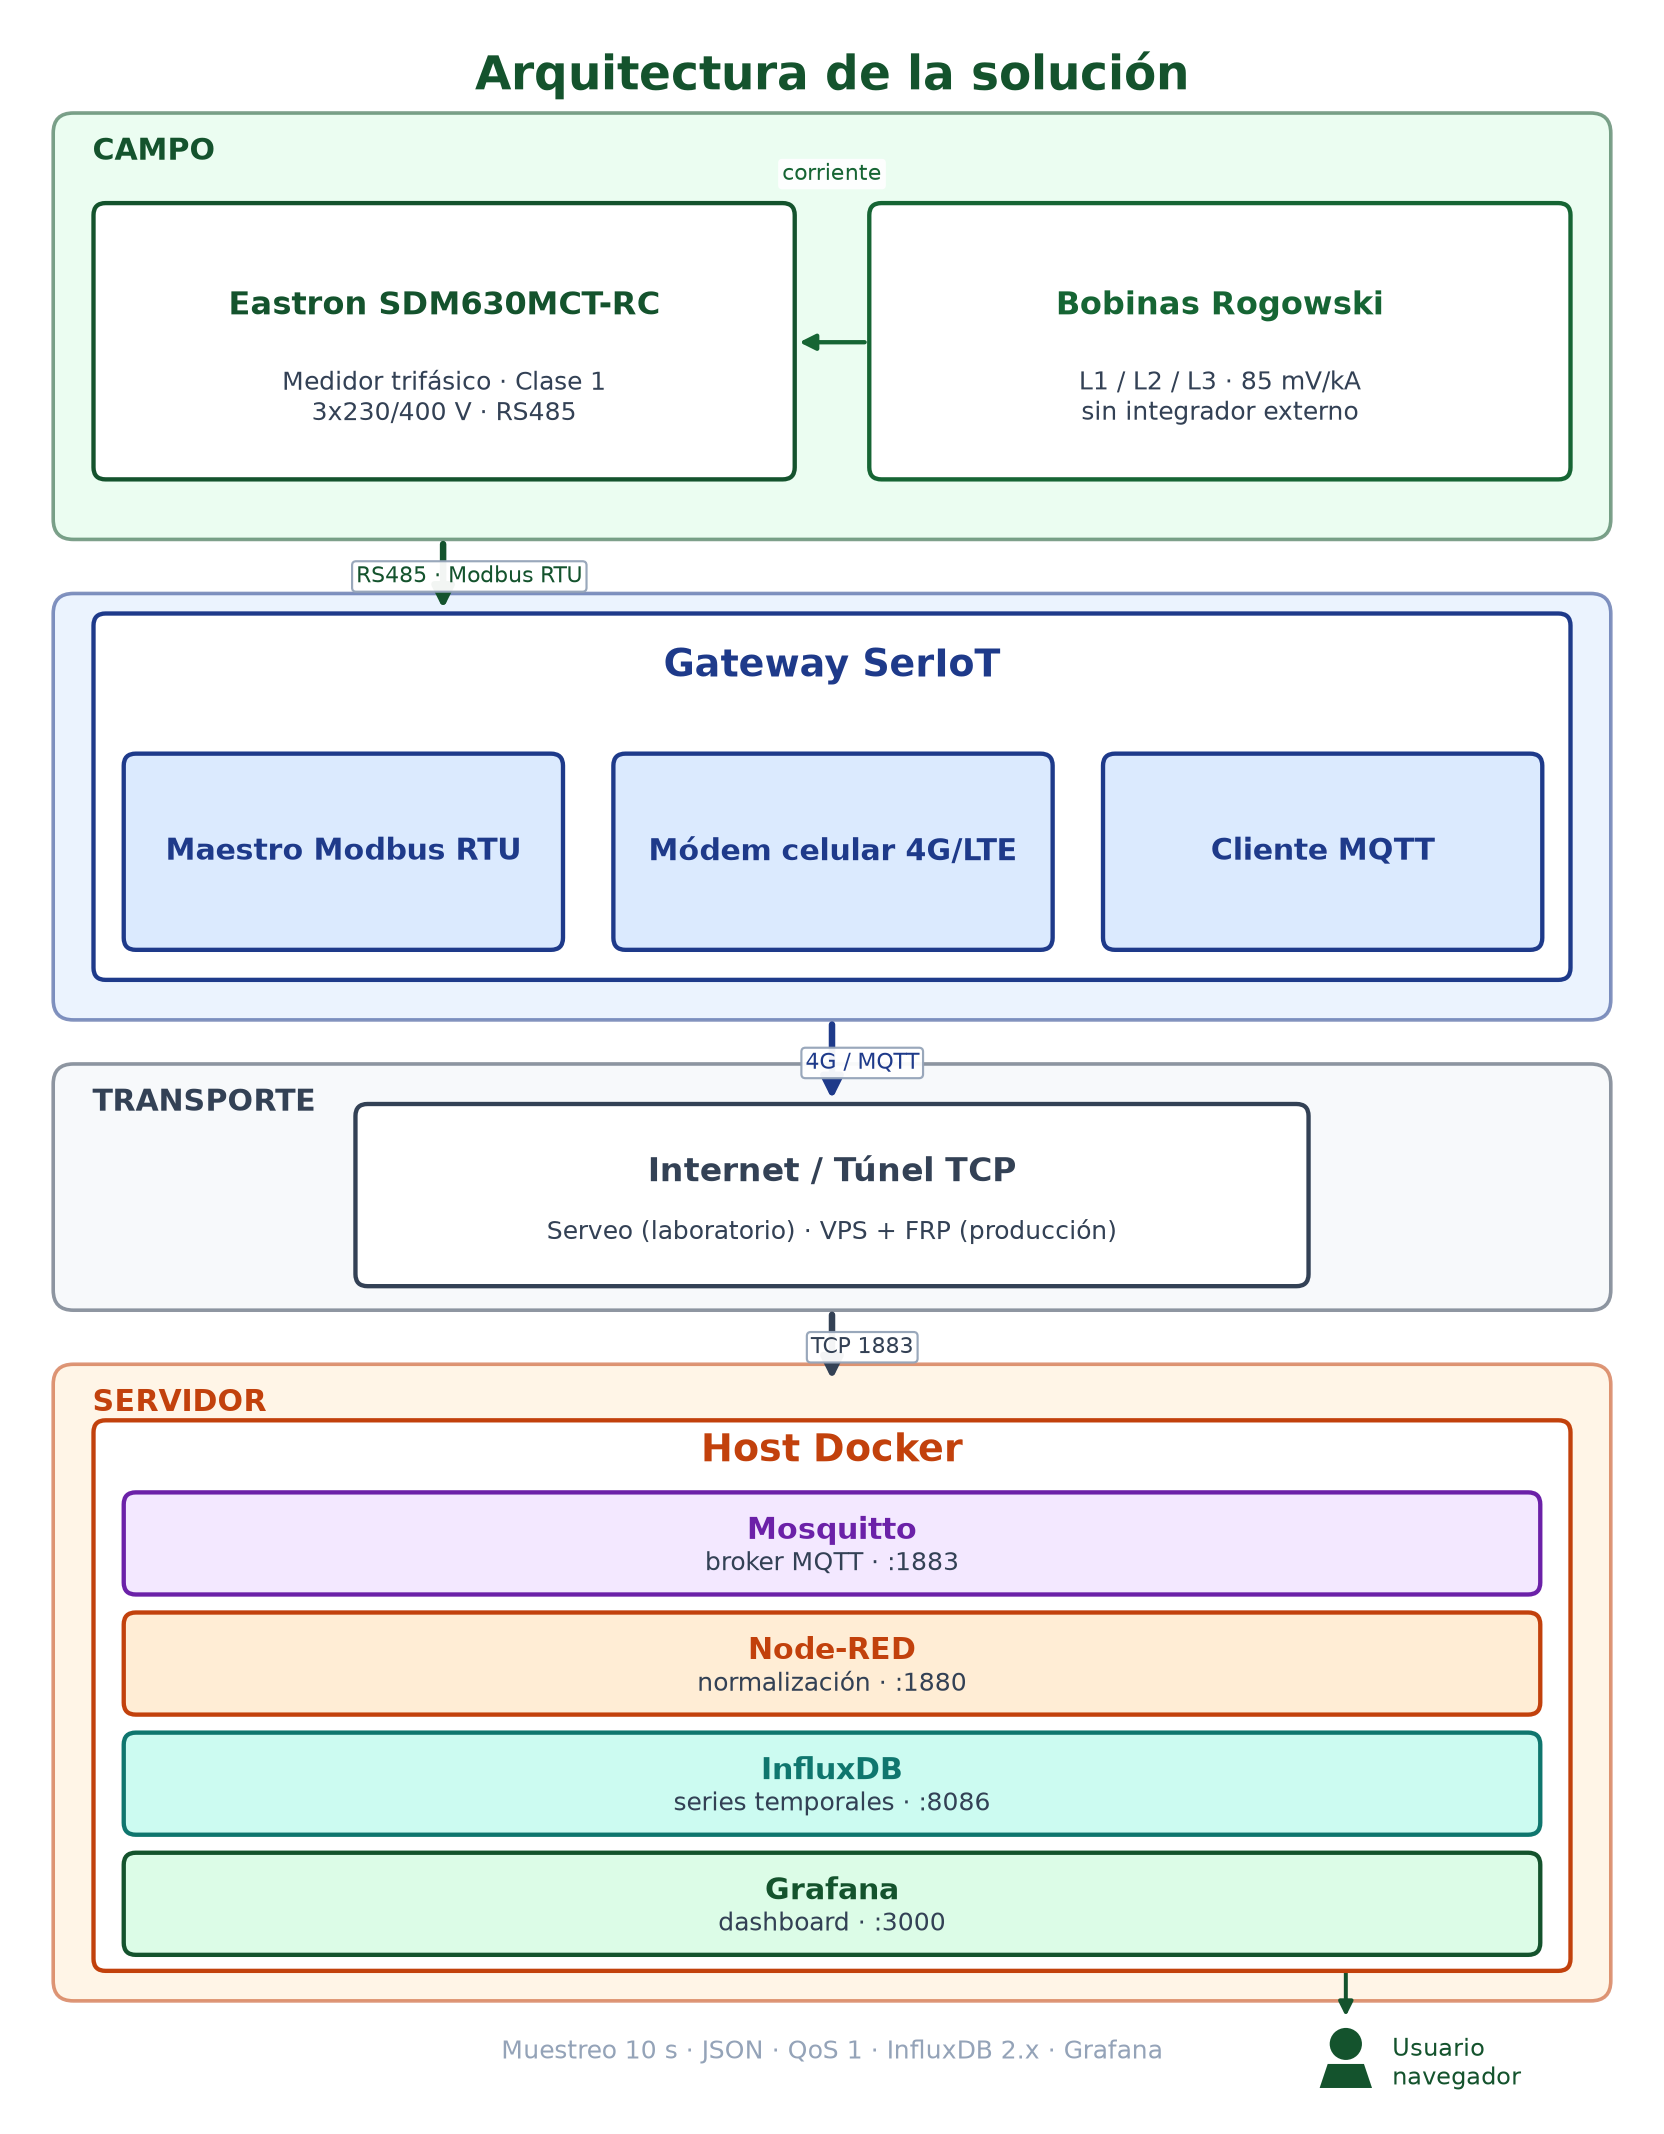 Arquitectura de la solución
CAMPO
corriente
Eastron SDM630MCT-RC
Medidor trifásico · Clase 1
3x230/400 V · RS485
Bobinas Rogowski
L1 / L2 / L3 · 85 mV/kA
sin integrador externo
RS485 · Modbus RTU
Gateway SerIoT
Maestro Modbus RTU
Módem celular 4G/LTE
Cliente MQTT
4G / MQTT
TRANSPORTE
Internet / Túnel TCP
Serveo (laboratorio) · VPS + FRP (producción)
TCP 1883
SERVIDOR
Host Docker
Mosquitto
broker MQTT · :1883
Node-RED
normalización · :1880
InfluxDB
series temporales · :8086
Grafana
dashboard · :3000
Muestreo 10 s · JSON · QoS 1 · InfluxDB 2.x · Grafana
Usuario
navegador